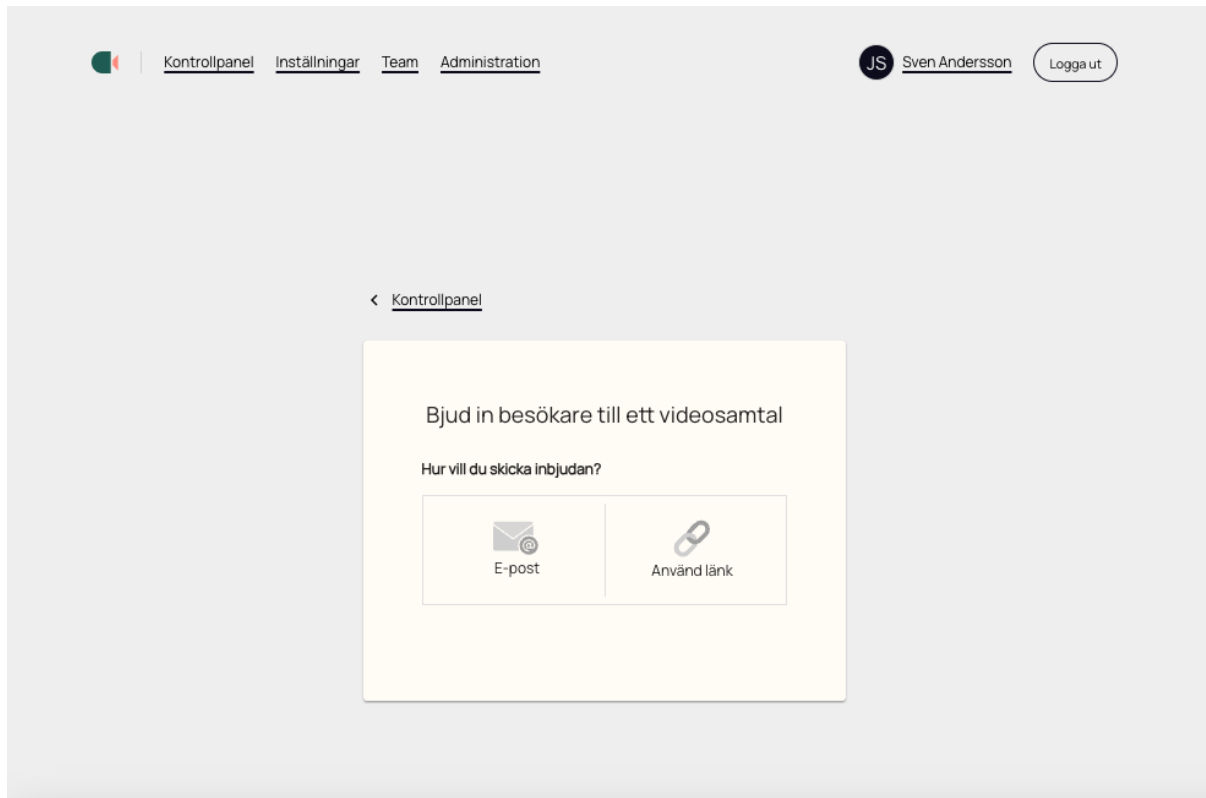 Kontrollpanel Inställningar Team Administration JS Sven Andersson Logga ut
Kontrollpanel
Bjud in besökare till ett videosamtal
Hur vill du skicka inbjudan?
@
E-post Använd länk